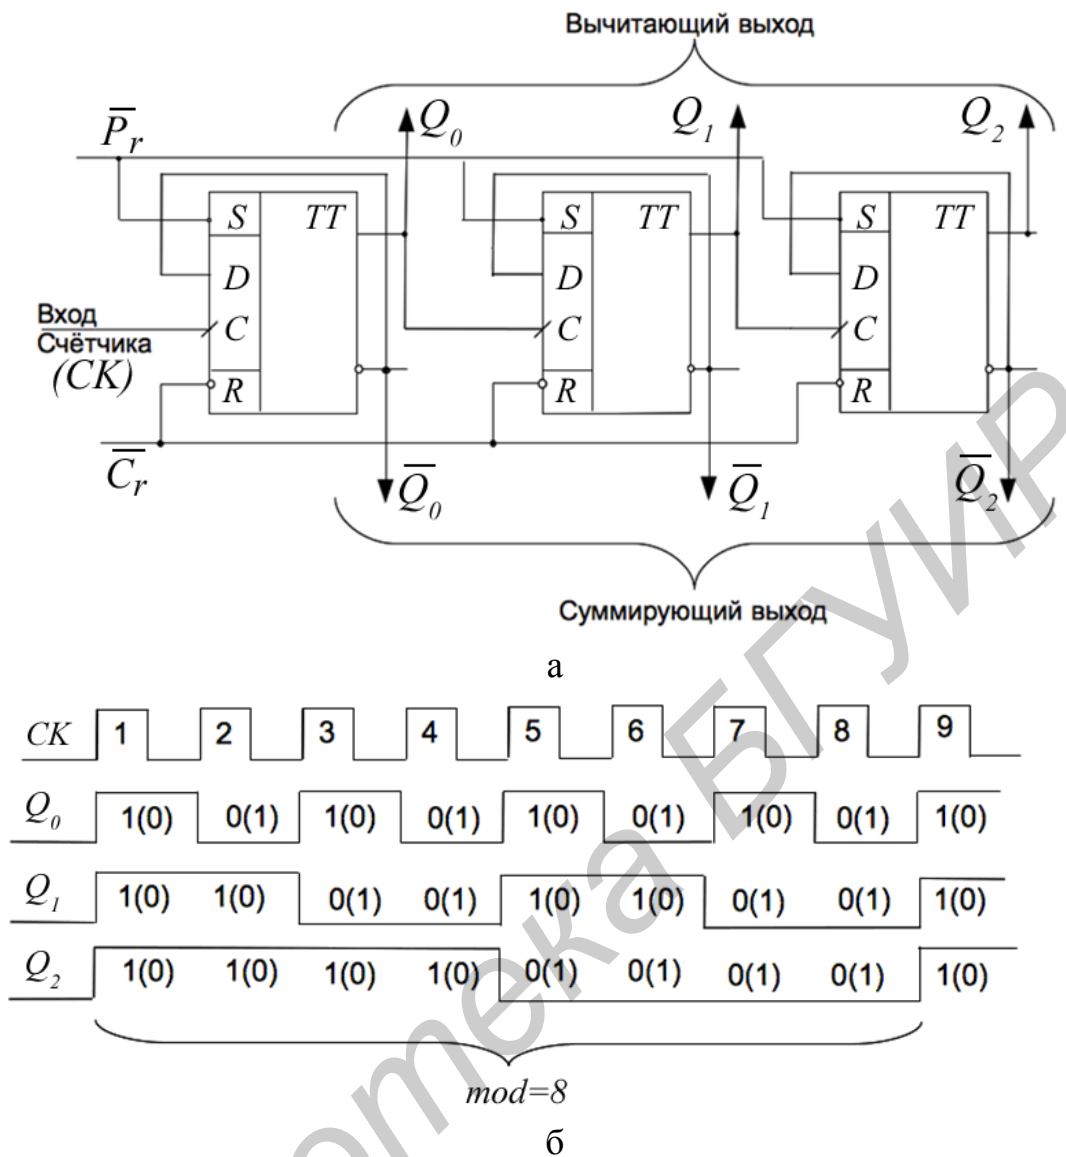 Вычитающий выход
P̅r Q0 Q1 Q2
S TT S TT S TT
D D D
Вход
Счётчика
(CK)
C C C
R R R
C̅r
Q̅0 Q̅1 Q̅2
Суммирующий выход
а
CK 1 2 3 4 5 6 7 8 9
Q0 1(0) 0(1) 1(0) 0(1) 1(0) 0(1) 1(0) 0(1) 1(0)
Q1 1(0) 1(0) 0(1) 0(1) 1(0) 1(0) 0(1) 0(1) 1(0)
Q2 1(0) 1(0) 1(0) 1(0) 0(1) 0(1) 0(1) 0(1) 1(0)
mod=8
б
отека БГУИР